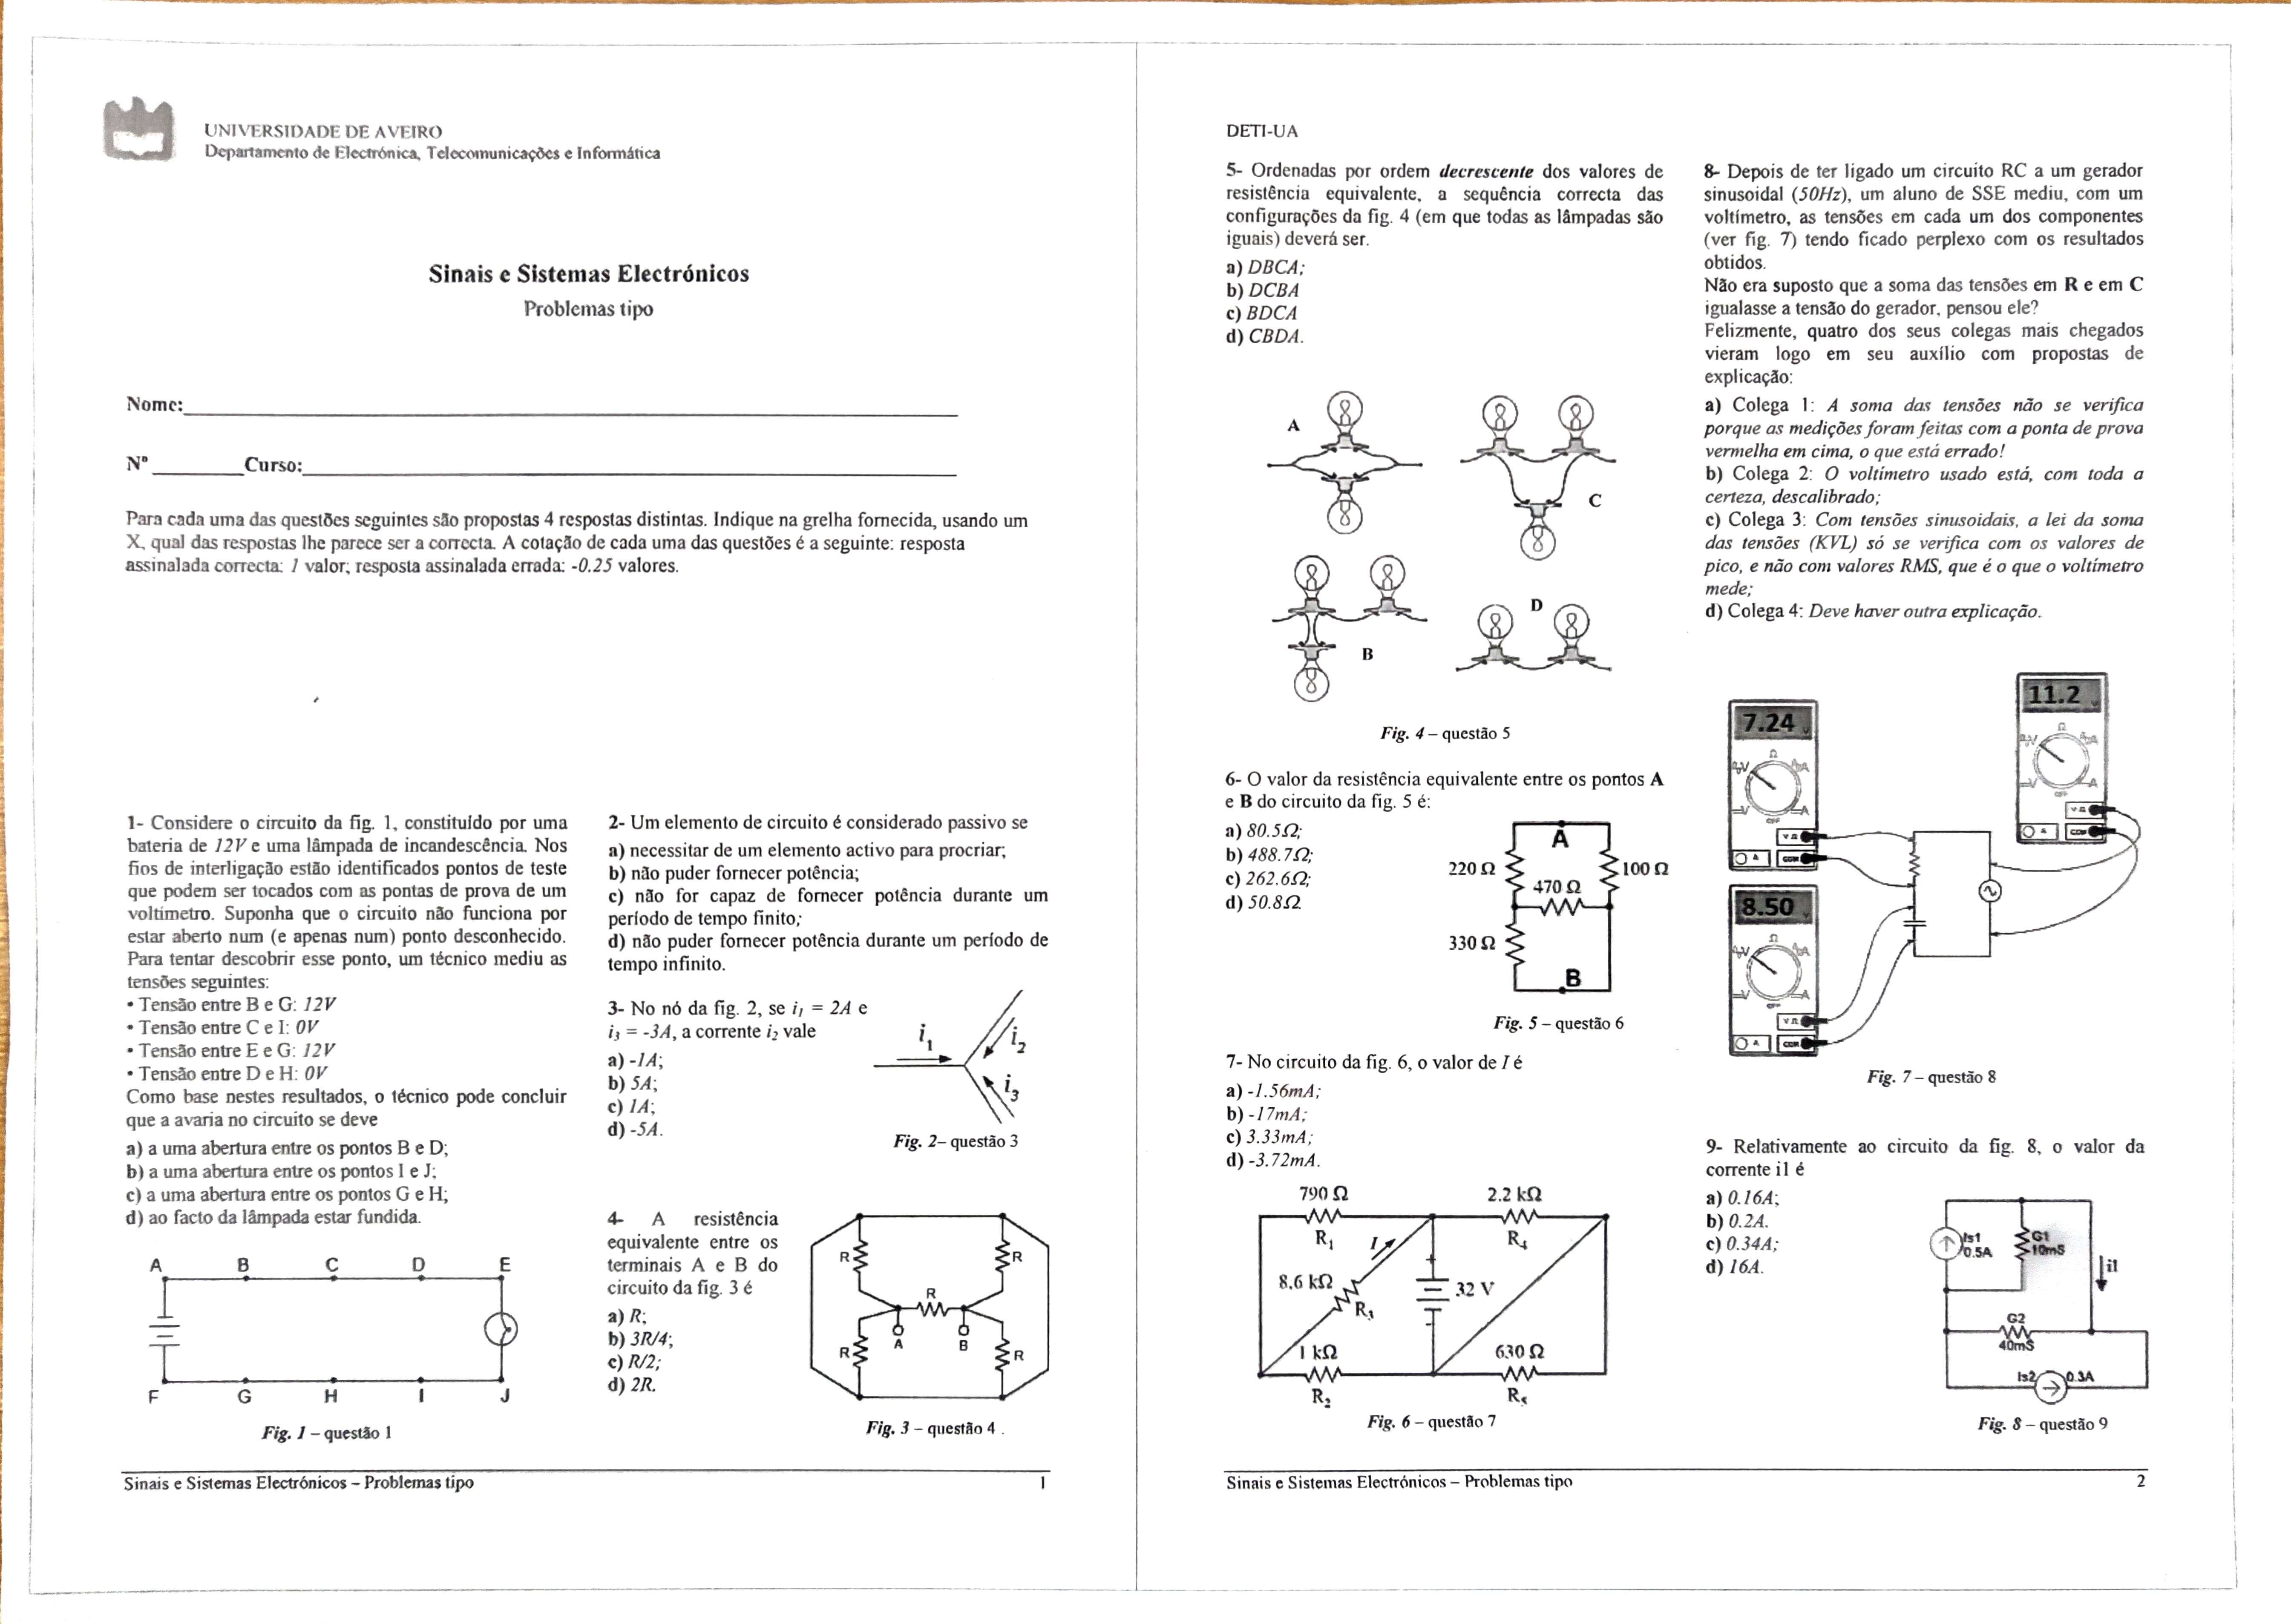 UNIVERSIDADE DE AVEIRO
Departamento de Electrónica, Telecomunicações e Informática
Sinais e Sistemas Electrónicos
Problemas tipo
Nome:
Nº Curso:
Para cada uma das questões seguintes são propostas 4 respostas distintas. Indique na grelha fornecida, usando um
X, qual das respostas lhe parece ser a correcta. A cotação de cada uma das questões é a seguinte: resposta
assinalada correcta: 1 valor; resposta assinalada errada: -0.25 valores.
1- Considere o circuito da fig. 1, constituído por uma
bateria de 12V e uma lâmpada de incandescência. Nos
fios de interligação estão identificados pontos de teste
que podem ser tocados com as pontas de prova de um
voltímetro. Suponha que o circuito não funciona por
estar aberto num (e apenas num) ponto desconhecido.
Para tentar descobrir esse ponto, um técnico mediu as
tensões seguintes:
• Tensão entre B e G: 12V
• Tensão entre C e I: 0V
• Tensão entre E e G: 12V
• Tensão entre D e H: 0V
Como base nestes resultados, o técnico pode concluir
que a avaria no circuito se deve
a) a uma abertura entre os pontos B e D;
b) a uma abertura entre os pontos I e J;
c) a uma abertura entre os pontos G e H;
d) ao facto da lâmpada estar fundida.
A B C D E
F G H I J
Fig. 1 – questão 1
2- Um elemento de circuito é considerado passivo se
a) necessitar de um elemento activo para procriar;
b) não puder fornecer potência;
c) não for capaz de fornecer potência durante um
período de tempo finito;
d) não puder fornecer potência durante um período de
tempo infinito.
3- No nó da fig. 2, se i1 = 2A e
i3 = -3A, a corrente i2 vale
a) -1A;
b) 5A;
c) 1A;
d) -5A.
i1
i2
i3
Fig. 2– questão 3
4- A resistência
equivalente entre os
terminais A e B do
circuito da fig. 3 é
a) R;
b) 3R/4;
c) R/2;
d) 2R.
R R
R
A B
R R
Fig. 3 – questão 4 .
Sinais e Sistemas Electrónicos – Problemas tipo 1
DETI-UA
5- Ordenadas por ordem decrescente dos valores de
resistência equivalente, a sequência correcta das
configurações da fig. 4 (em que todas as lâmpadas são
iguais) deverá ser.
a) DBCA;
b) DCBA
c) BDCA
d) CBDA.
A
C
D
B
Fig. 4 – questão 5
6- O valor da resistência equivalente entre os pontos A
e B do circuito da fig. 5 é:
a) 80.5Ω;
b) 488.7Ω;
c) 262.6Ω;
d) 50.8Ω
A
220 Ω
100 Ω
470 Ω
330 Ω
B
Fig. 5 – questão 6
7- No circuito da fig. 6, o valor de I é
a) -1.56mA;
b) -17mA;
c) 3.33mA;
d) -3.72mA.
790 Ω 2.2 kΩ
R1 I R4
8.6 kΩ
R3
32 V
1 kΩ 630 Ω
R2 R5
Fig. 6 – questão 7
8- Depois de ter ligado um circuito RC a um gerador
sinusoidal (50Hz), um aluno de SSE mediu, com um
voltímetro, as tensões em cada um dos componentes
(ver fig. 7) tendo ficado perplexo com os resultados
obtidos.
Não era suposto que a soma das tensões em R e em C
igualasse a tensão do gerador, pensou ele?
Felizmente, quatro dos seus colegas mais chegados
vieram logo em seu auxílio com propostas de
explicação:
a) Colega 1: A soma das tensões não se verifica
porque as medições foram feitas com a ponta de prova
vermelha em cima, o que está errado!
b) Colega 2: O voltímetro usado está, com toda a
certeza, descalibrado;
c) Colega 3: Com tensões sinusoidais, a lei da soma
das tensões (KVL) só se verifica com os valores de
pico, e não com valores RMS, que é o que o voltímetro
mede;
d) Colega 4: Deve haver outra explicação.
11.2
7.24
8.50
Ω
OFF
A
COM
Fig. 7 – questão 8
9- Relativamente ao circuito da fig. 8, o valor da
corrente i1 é
a) 0.16A;
b) 0.2A.
c) 0.34A;
d) 16A.
Is1
0.5A
G1
10mS
i1
G2
40mS
Is2 0.3A
Fig. 8 – questão 9
Sinais e Sistemas Electrónicos – Problemas tipo 2